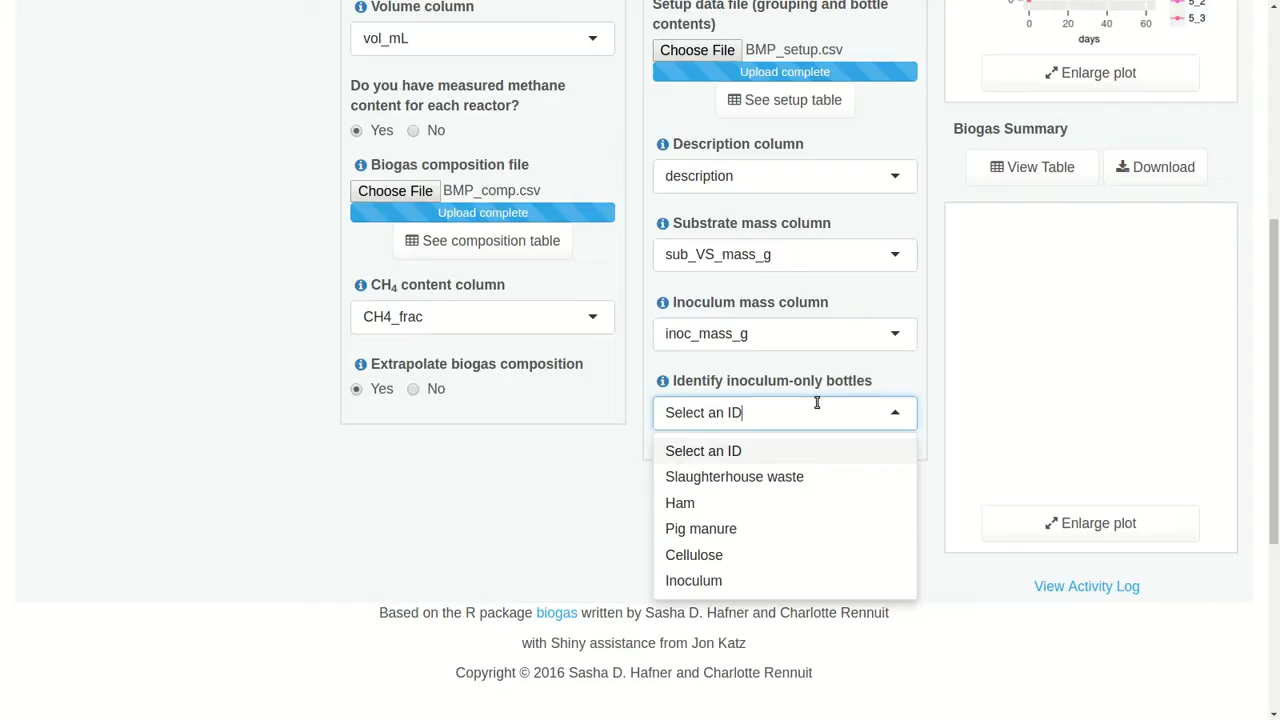 Volume column
vol_mL
Do you have measured methane
content for each reactor?
Yes No
Biogas composition file
Choose File BMP_comp.csv
Upload complete
See composition table
CH4 content column
CH4_frac
Extrapolate biogas composition
Yes No
Setup data file (grouping and bottle
contents)
Choose File BMP_setup.csv
Upload complete
See setup table
Description column
description
Substrate mass column
sub_VS_mass_g
Inoculum mass column
inoc_mass_g
Identify inoculum-only bottles
Select an ID
Select an ID
Slaughterhouse waste
Ham
Pig manure
Cellulose
Inoculum
5_2
5_3
0
0 20 40 60
days
Enlarge plot
Biogas Summary
View Table Download
Enlarge plot
View Activity Log
Based on the R package biogas written by Sasha D. Hafner and Charlotte Rennuit
with Shiny assistance from Jon Katz
Copyright © 2016 Sasha D. Hafner and Charlotte Rennuit